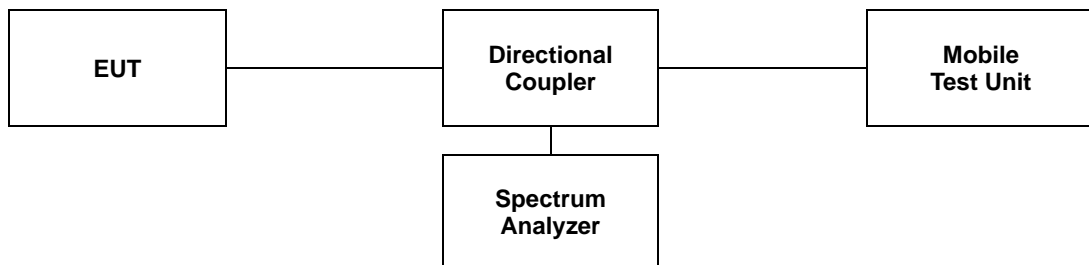 EUT
Directional
Coupler
Mobile
Test Unit
Spectrum
Analyzer